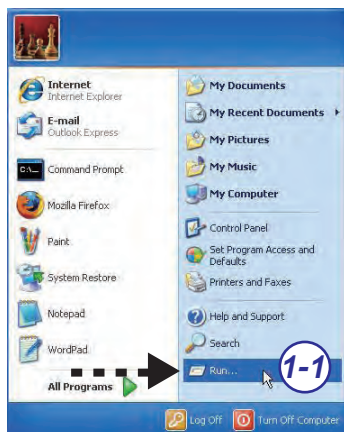 Internet
Internet Explorer
E-mail
Outlook Express
C:\_
Command Prompt
Mozilla Firefox
Paint
System Restore
Notepad
WordPad
All Programs
My Documents
My Recent Documents
My Pictures
My Music
My Computer
Control Panel
Set Program Access and
Defaults
Printers and Faxes
Help and Support
Search
Run...
1-1
Log Off
Turn Off Computer